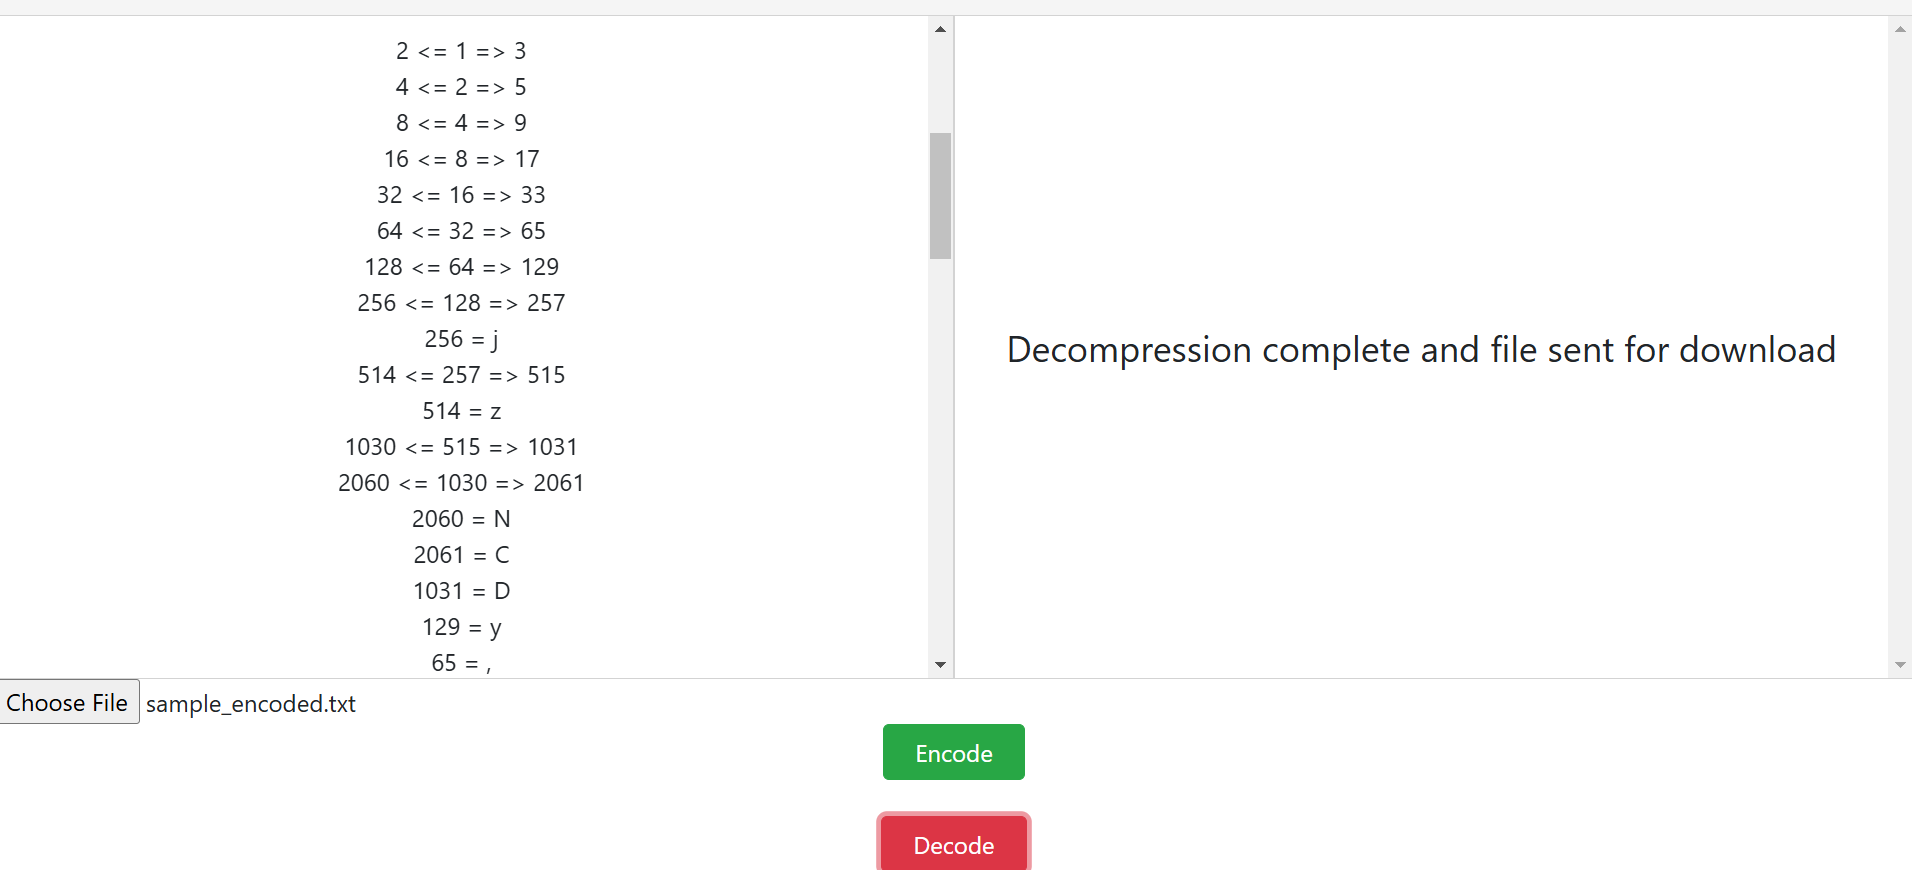 2 <= 1 => 3
4 <= 2 => 5
8 <= 4 => 9
16 <= 8 => 17
32 <= 16 => 33
64 <= 32 => 65
128 <= 64 => 129
256 <= 128 => 257
256 = j
514 <= 257 => 515
514 = z
1030 <= 515 => 1031
2060 <= 1030 => 2061
2060 = N
2061 = C
1031 = D
129 = y
65 = ,
Decompression complete and file sent for download
Choose File sample_encoded.txt
Encode
Decode